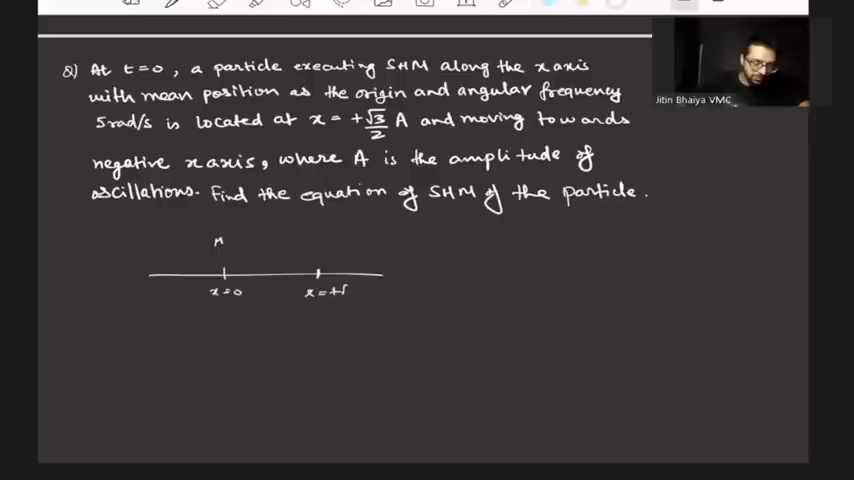 Q) At t=0, a particle executing SHM along the x axis
with mean position as the origin and angular frequency
5 rad/s is located at x = +√3/2 A and moving towards
negative x axis, where A is the amplitude of
oscillations. Find the equation of SHM of the particle.
M
x=0 x=+√
Jitin Bhaiya VMC